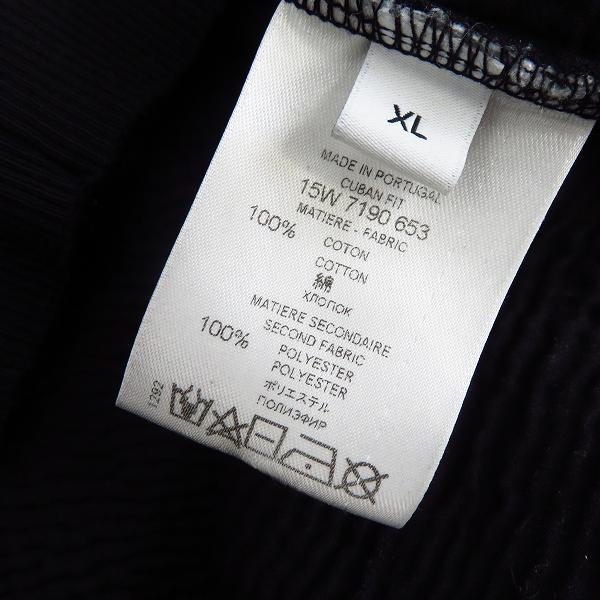 XL
MADE IN PORTUGAL
CUBAN FIT
15W 7190 653
MATIERE - FABRIC
100% COTON
COTTON
綿
ХЛОПОК
MATIERE SECONDAIRE
SECOND FABRIC
100% POLYESTER
POLYESTER
ポリエステル
ПОЛИЭФИР
1292